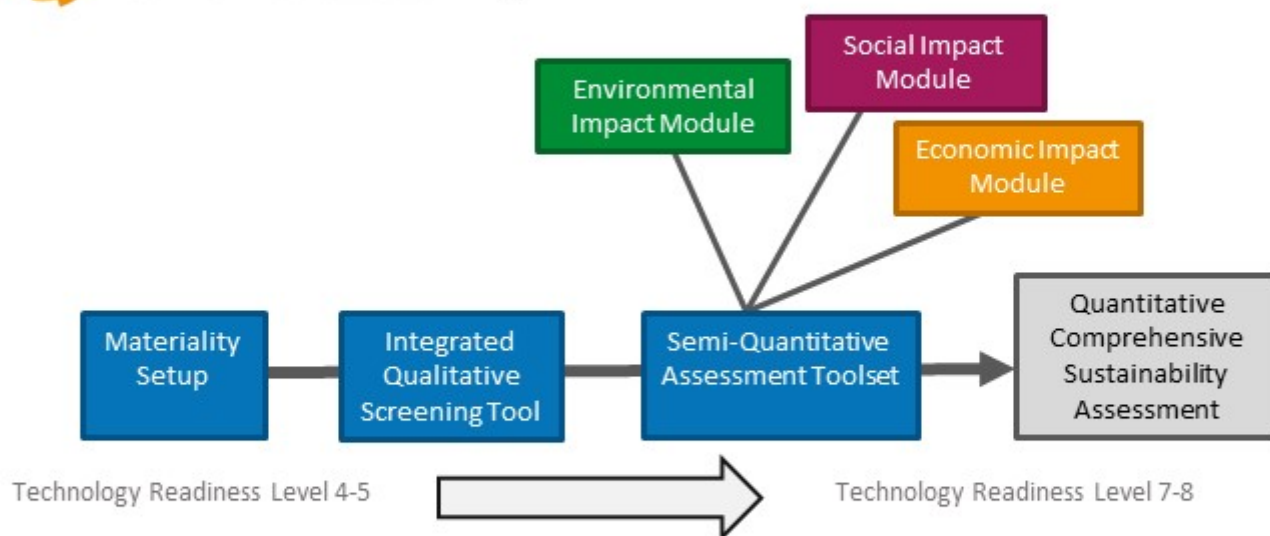 Social Impact
Module
Environmental
Impact Module
Economic Impact
Module
Materiality
Setup
Integrated
Qualitative
Screening Tool
Semi-Quantitative
Assessment Toolset
Quantitative
Comprehensive
Sustainability
Assessment
Technology Readiness Level 4-5
Technology Readiness Level 7-8